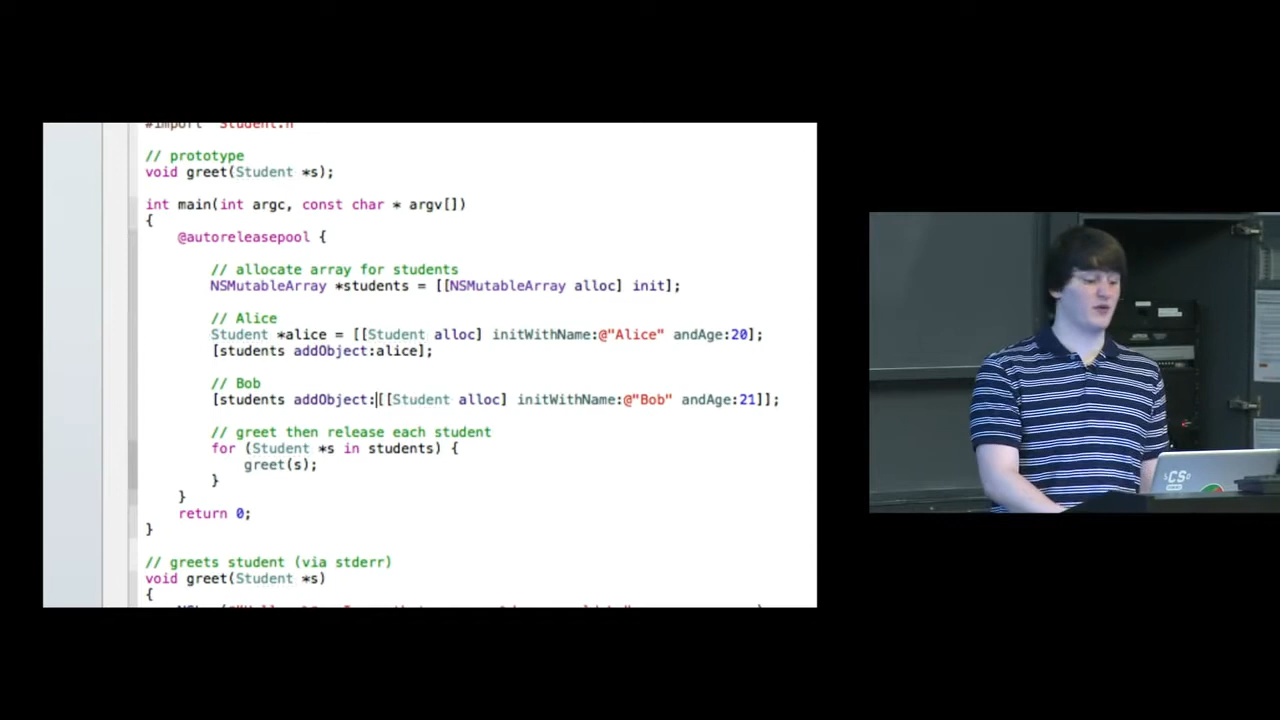 #import "Student.h
// prototype
void greet(Student *s);
int main(int argc, const char * argv[])
{
@autoreleasepool {
// allocate array for students
NSMutableArray *students = [[NSMutableArray alloc] init];
// Alice
Student *alice = [[Student alloc] initWithName:@"Alice" andAge:20];
[students addObject:alice];
// Bob
[students addObject:[[Student alloc] initWithName:@"Bob" andAge:21]];
// greet then release each student
for (Student *s in students) {
greet(s);
}
}
return 0;
}
// greets student (via stderr)
void greet(Student *s)
{
CS